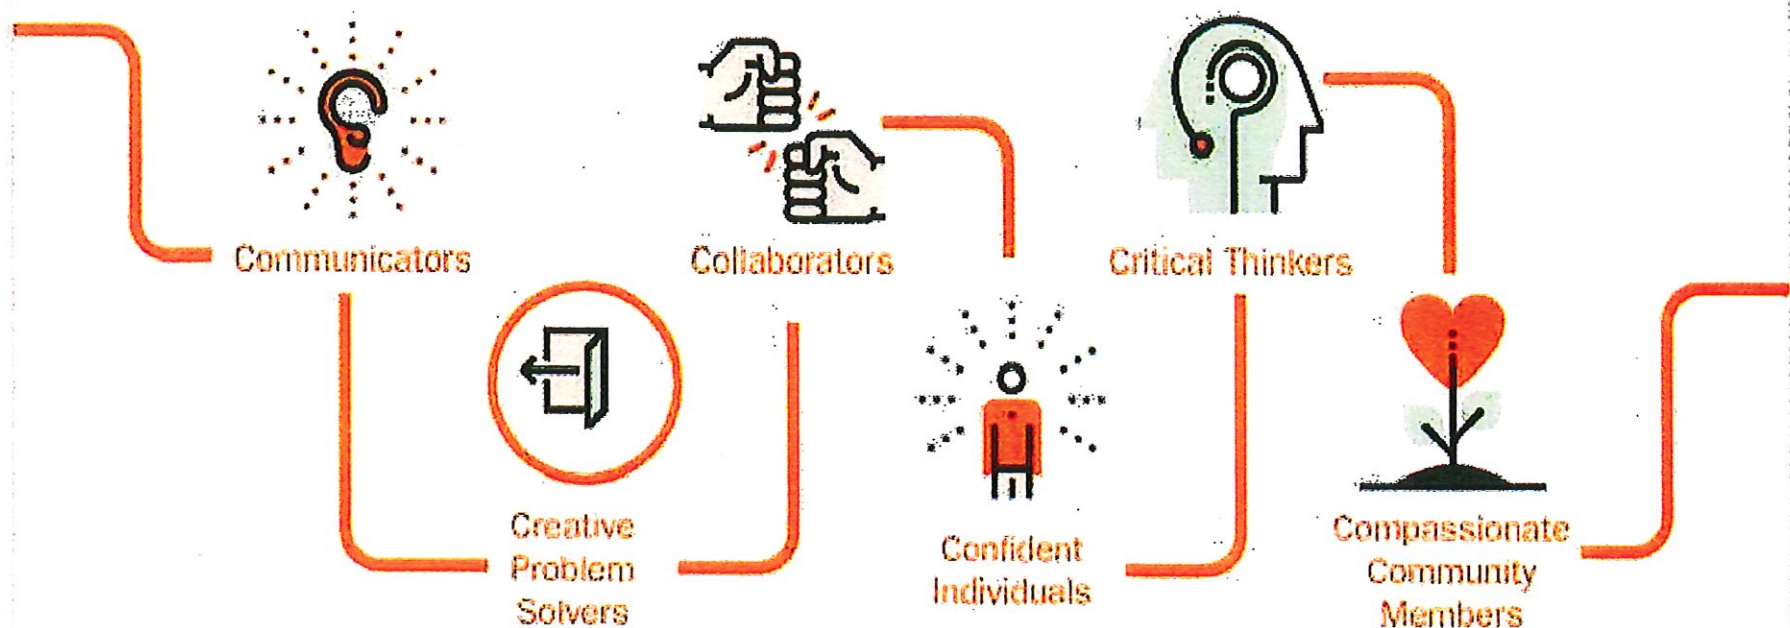 Communicators
Creative
Problem
Solvers
Collaborators
Confident
Individuals
Critical Thinkers
Compassionate
Community
Members